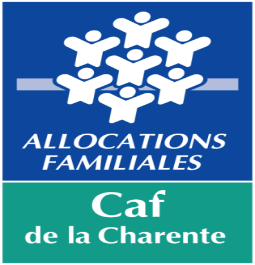 ALLOCATIONS
FAMILIALES
Caf
de la Charente